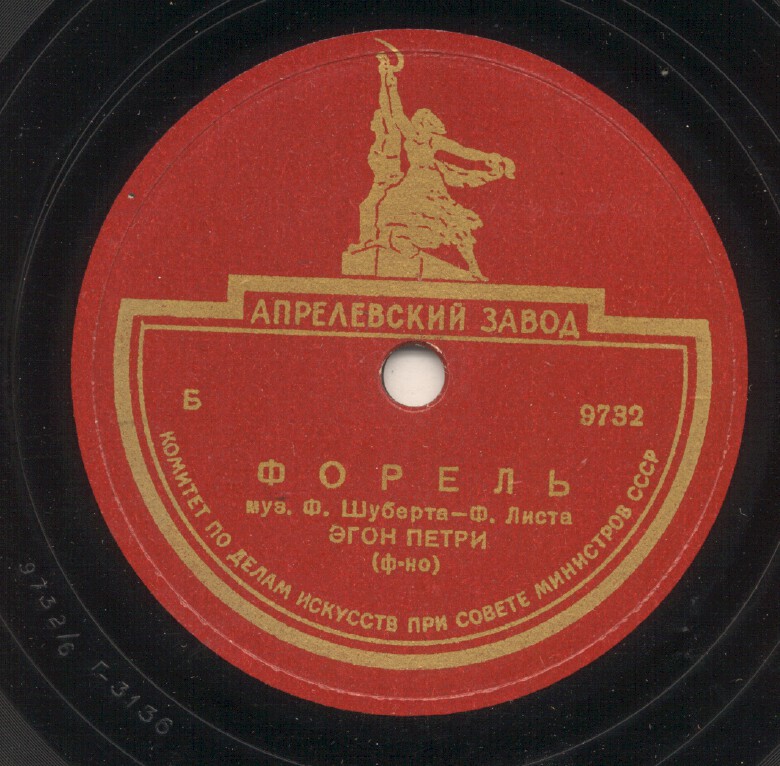 АПРЕЛЕВСКИЙ ЗАВОД
Б
9732
ФОРЕЛЬ
муз. Ф. Шуберта—Ф. Листа
ЭГОН ПЕТРИ
(ф-но)
КОМИТЕТ ПО ДЕЛАМ ИСКУССТВ ПРИ СОВЕТЕ МИНИСТРОВ СССР
9732/6 Г-3136